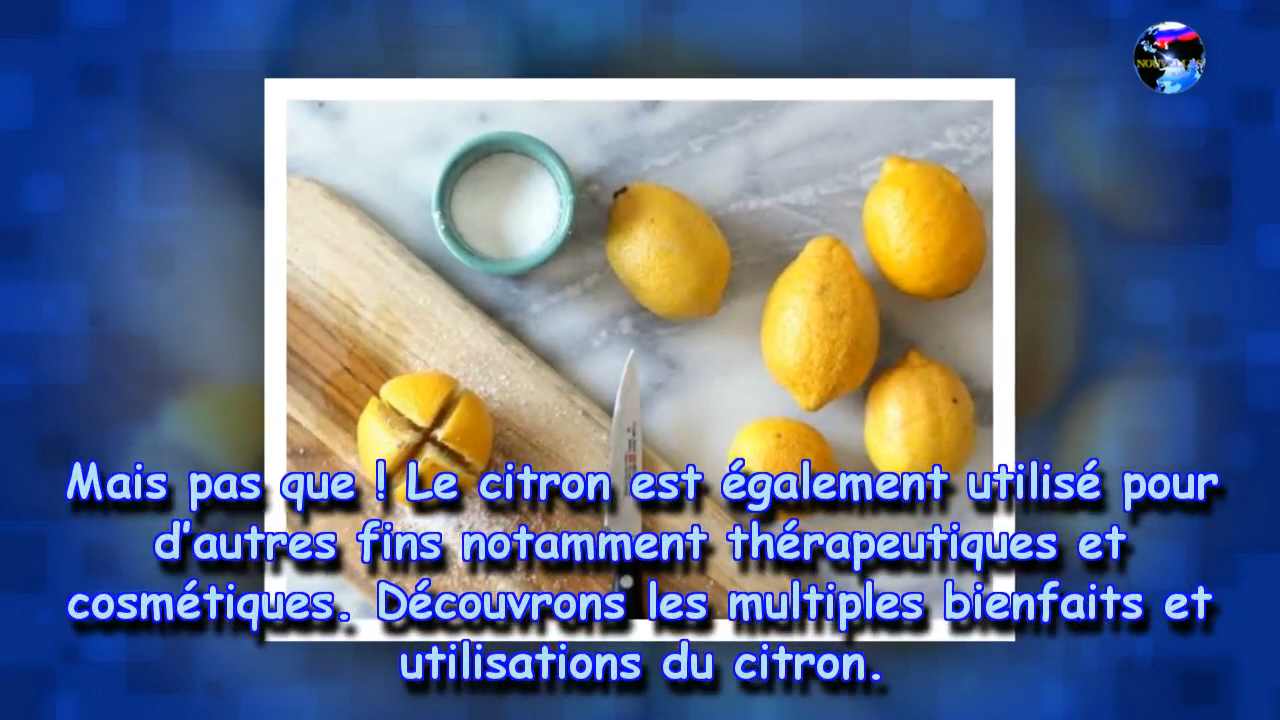 NOUVELLES
Mais pas que ! Le citron est également utilisé pour
d'autres fins notamment thérapeutiques et
cosmétiques. Découvrons les multiples bienfaits et
utilisations du citron.